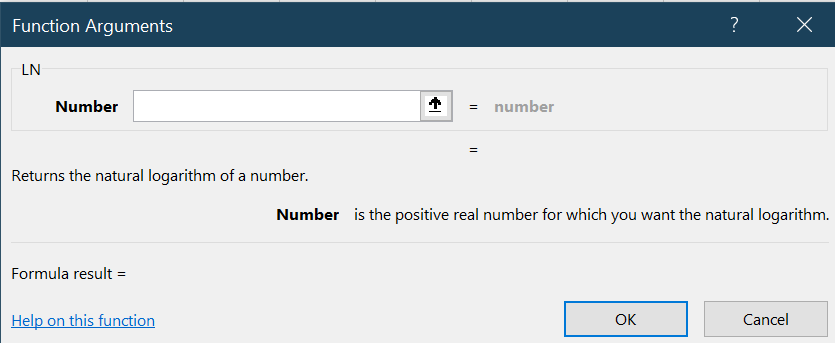 Function Arguments ? ×
LN
Number = number
=
Returns the natural logarithm of a number.
Number is the positive real number for which you want the natural logarithm.
Formula result =
Help on this function OK Cancel